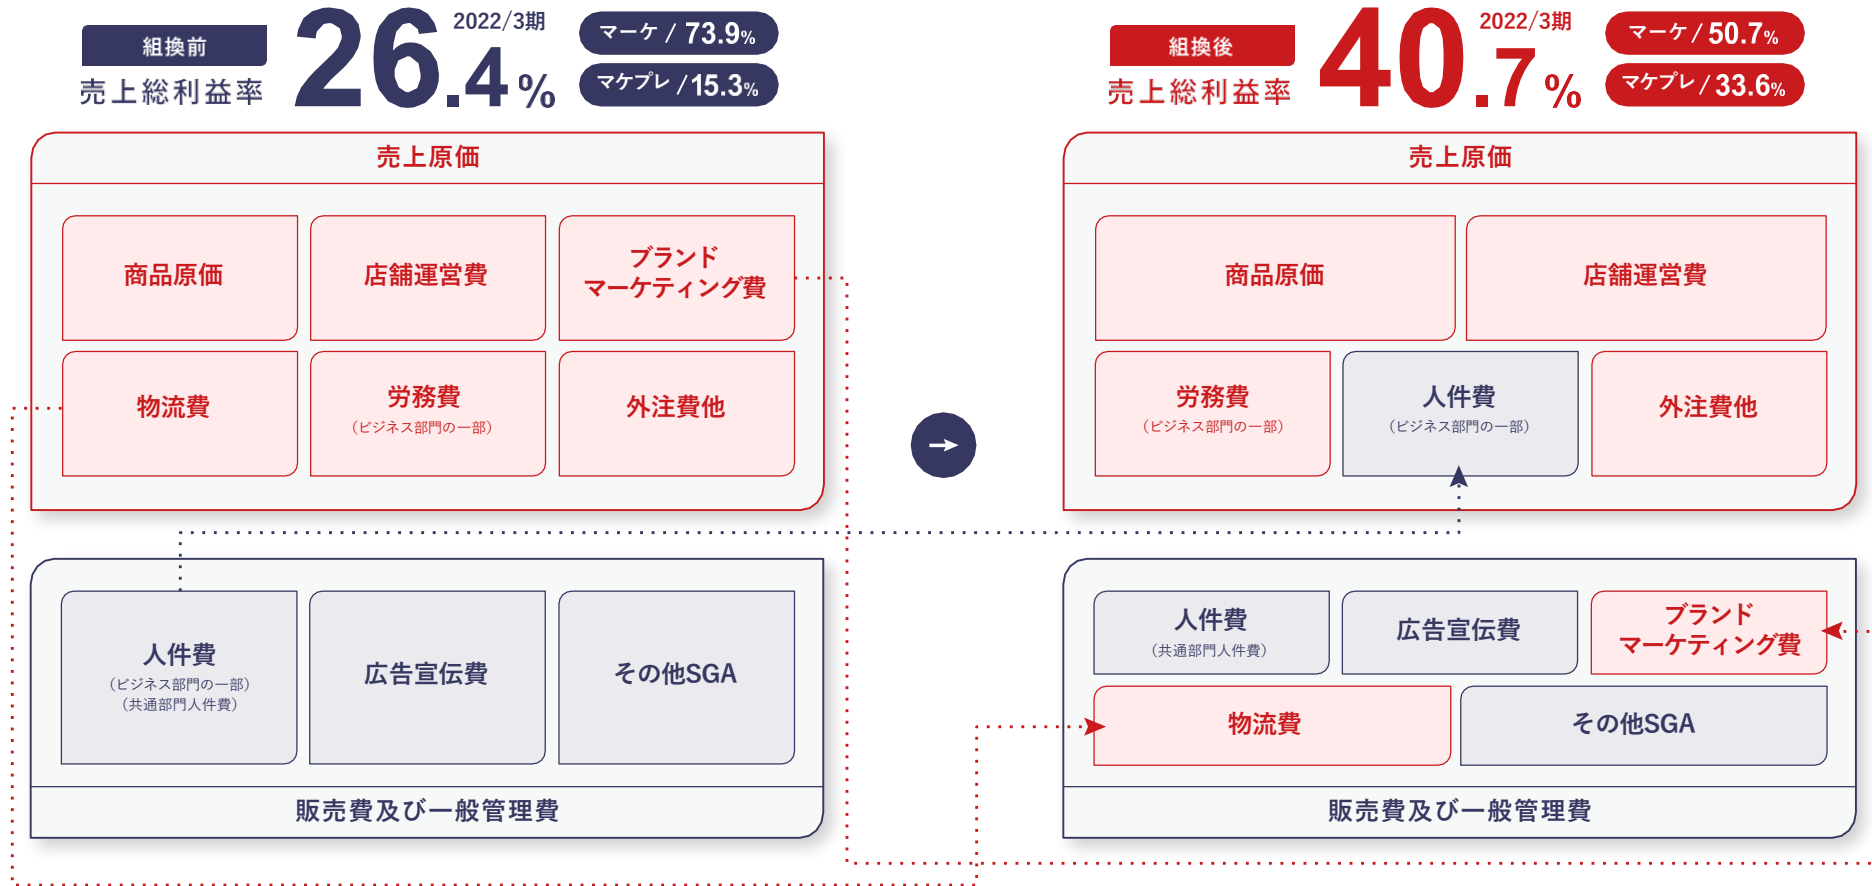 組換前
売上総利益率
26.4%
2022/3期
マーケ / 73.9%
マケプレ / 15.3%
売上原価
商品原価
店舗運営費
ブランド
マーケティング費
物流費
労務費
（ビジネス部門の一部）
外注費他
人件費
（ビジネス部門の一部）
（共通部門人件費）
広告宣伝費
その他SGA
販売費及び一般管理費
組換後
売上総利益率
40.7%
2022/3期
マーケ / 50.7%
マケプレ / 33.6%
売上原価
商品原価
店舗運営費
労務費
（ビジネス部門の一部）
人件費
（ビジネス部門の一部）
外注費他
人件費
（共通部門人件費）
広告宣伝費
ブランド
マーケティング費
物流費
その他SGA
販売費及び一般管理費